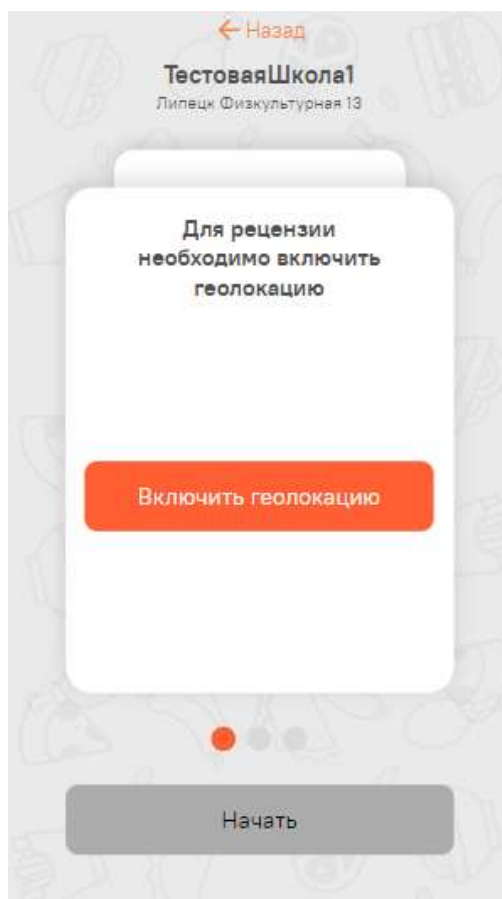 ← Назад
ТестоваяШкола1
Липецк Физкультурная 13
Для рецензии
необходимо включить
геолокацию
Включить геолокацию
Начать